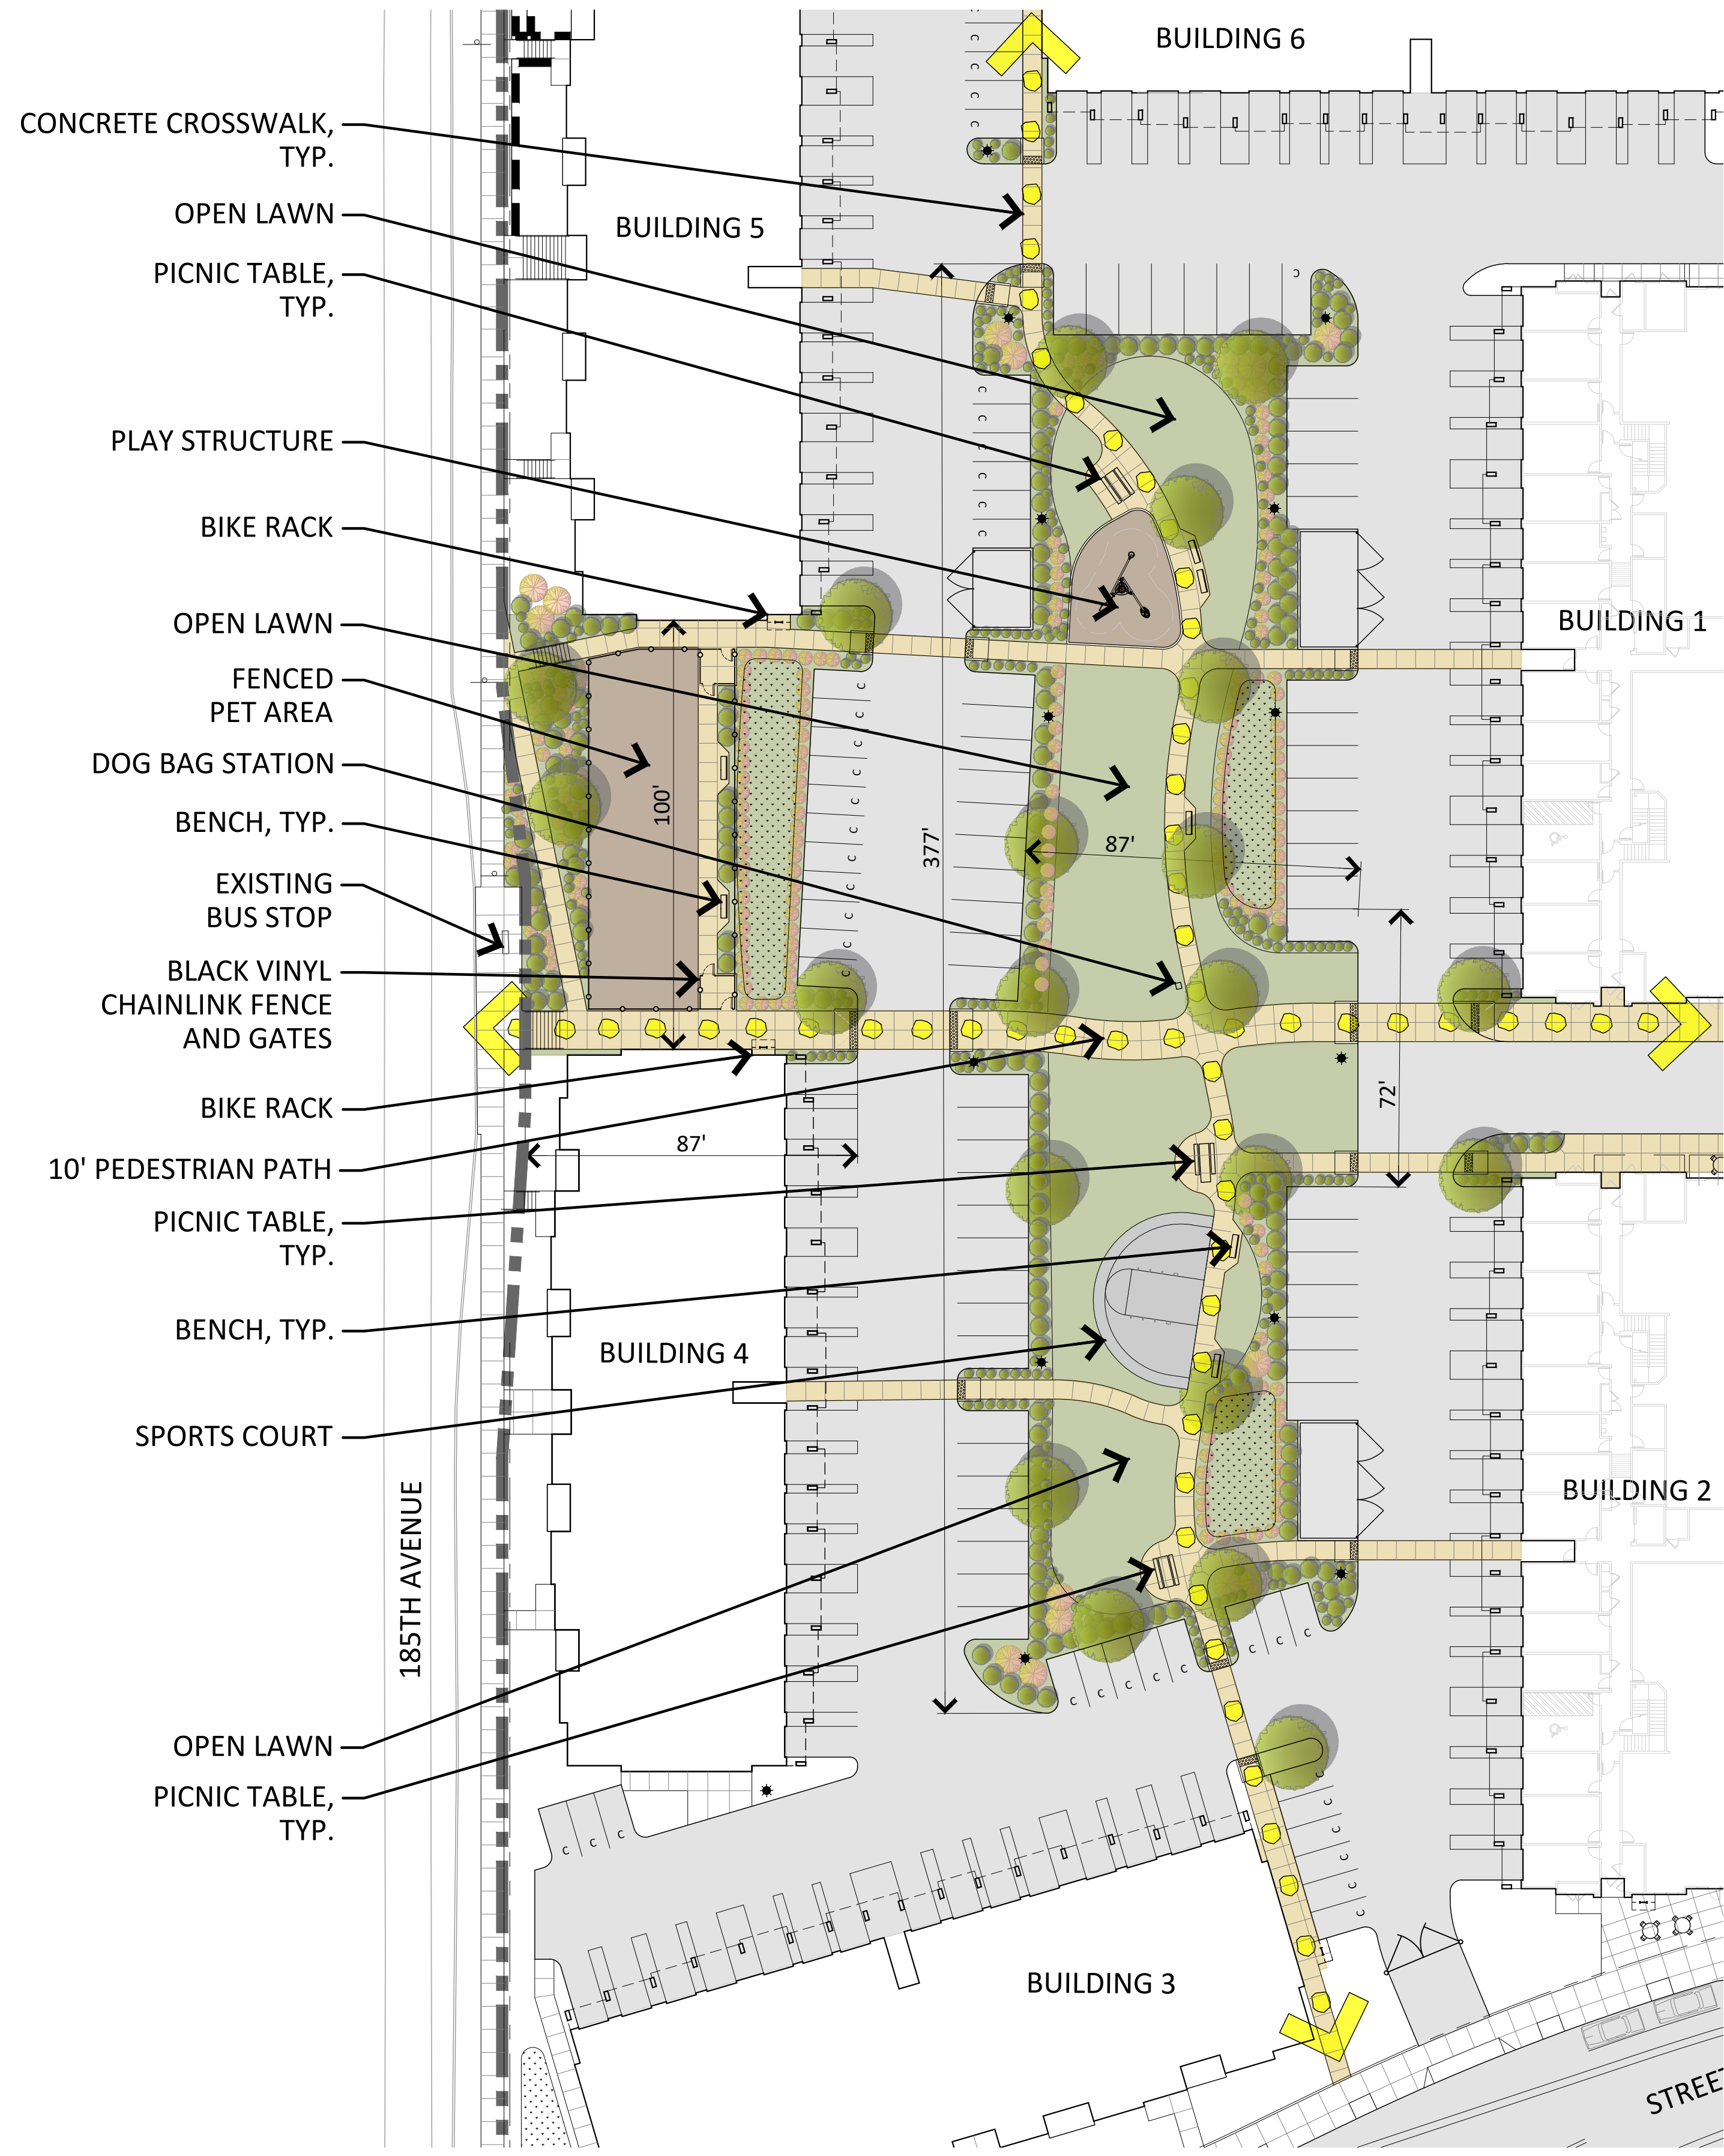 BUILDING 6
CONCRETE CROSSWALK,
TYP.
OPEN LAWN
BUILDING 5
PICNIC TABLE,
TYP.
PLAY STRUCTURE
BIKE RACK
OPEN LAWN
BUILDING 1
FENCED
PET AREA
DOG BAG STATION
100'
BENCH, TYP.
377'
87'
EXISTING
BUS STOP
BLACK VINYL
CHAINLINK FENCE
AND GATES
BIKE RACK
72'
87'
10' PEDESTRIAN PATH
PICNIC TABLE,
TYP.
BENCH, TYP.
BUILDING 4
SPORTS COURT
BUILDING 2
185TH AVENUE
OPEN LAWN
PICNIC TABLE,
TYP.
BUILDING 3
STREE